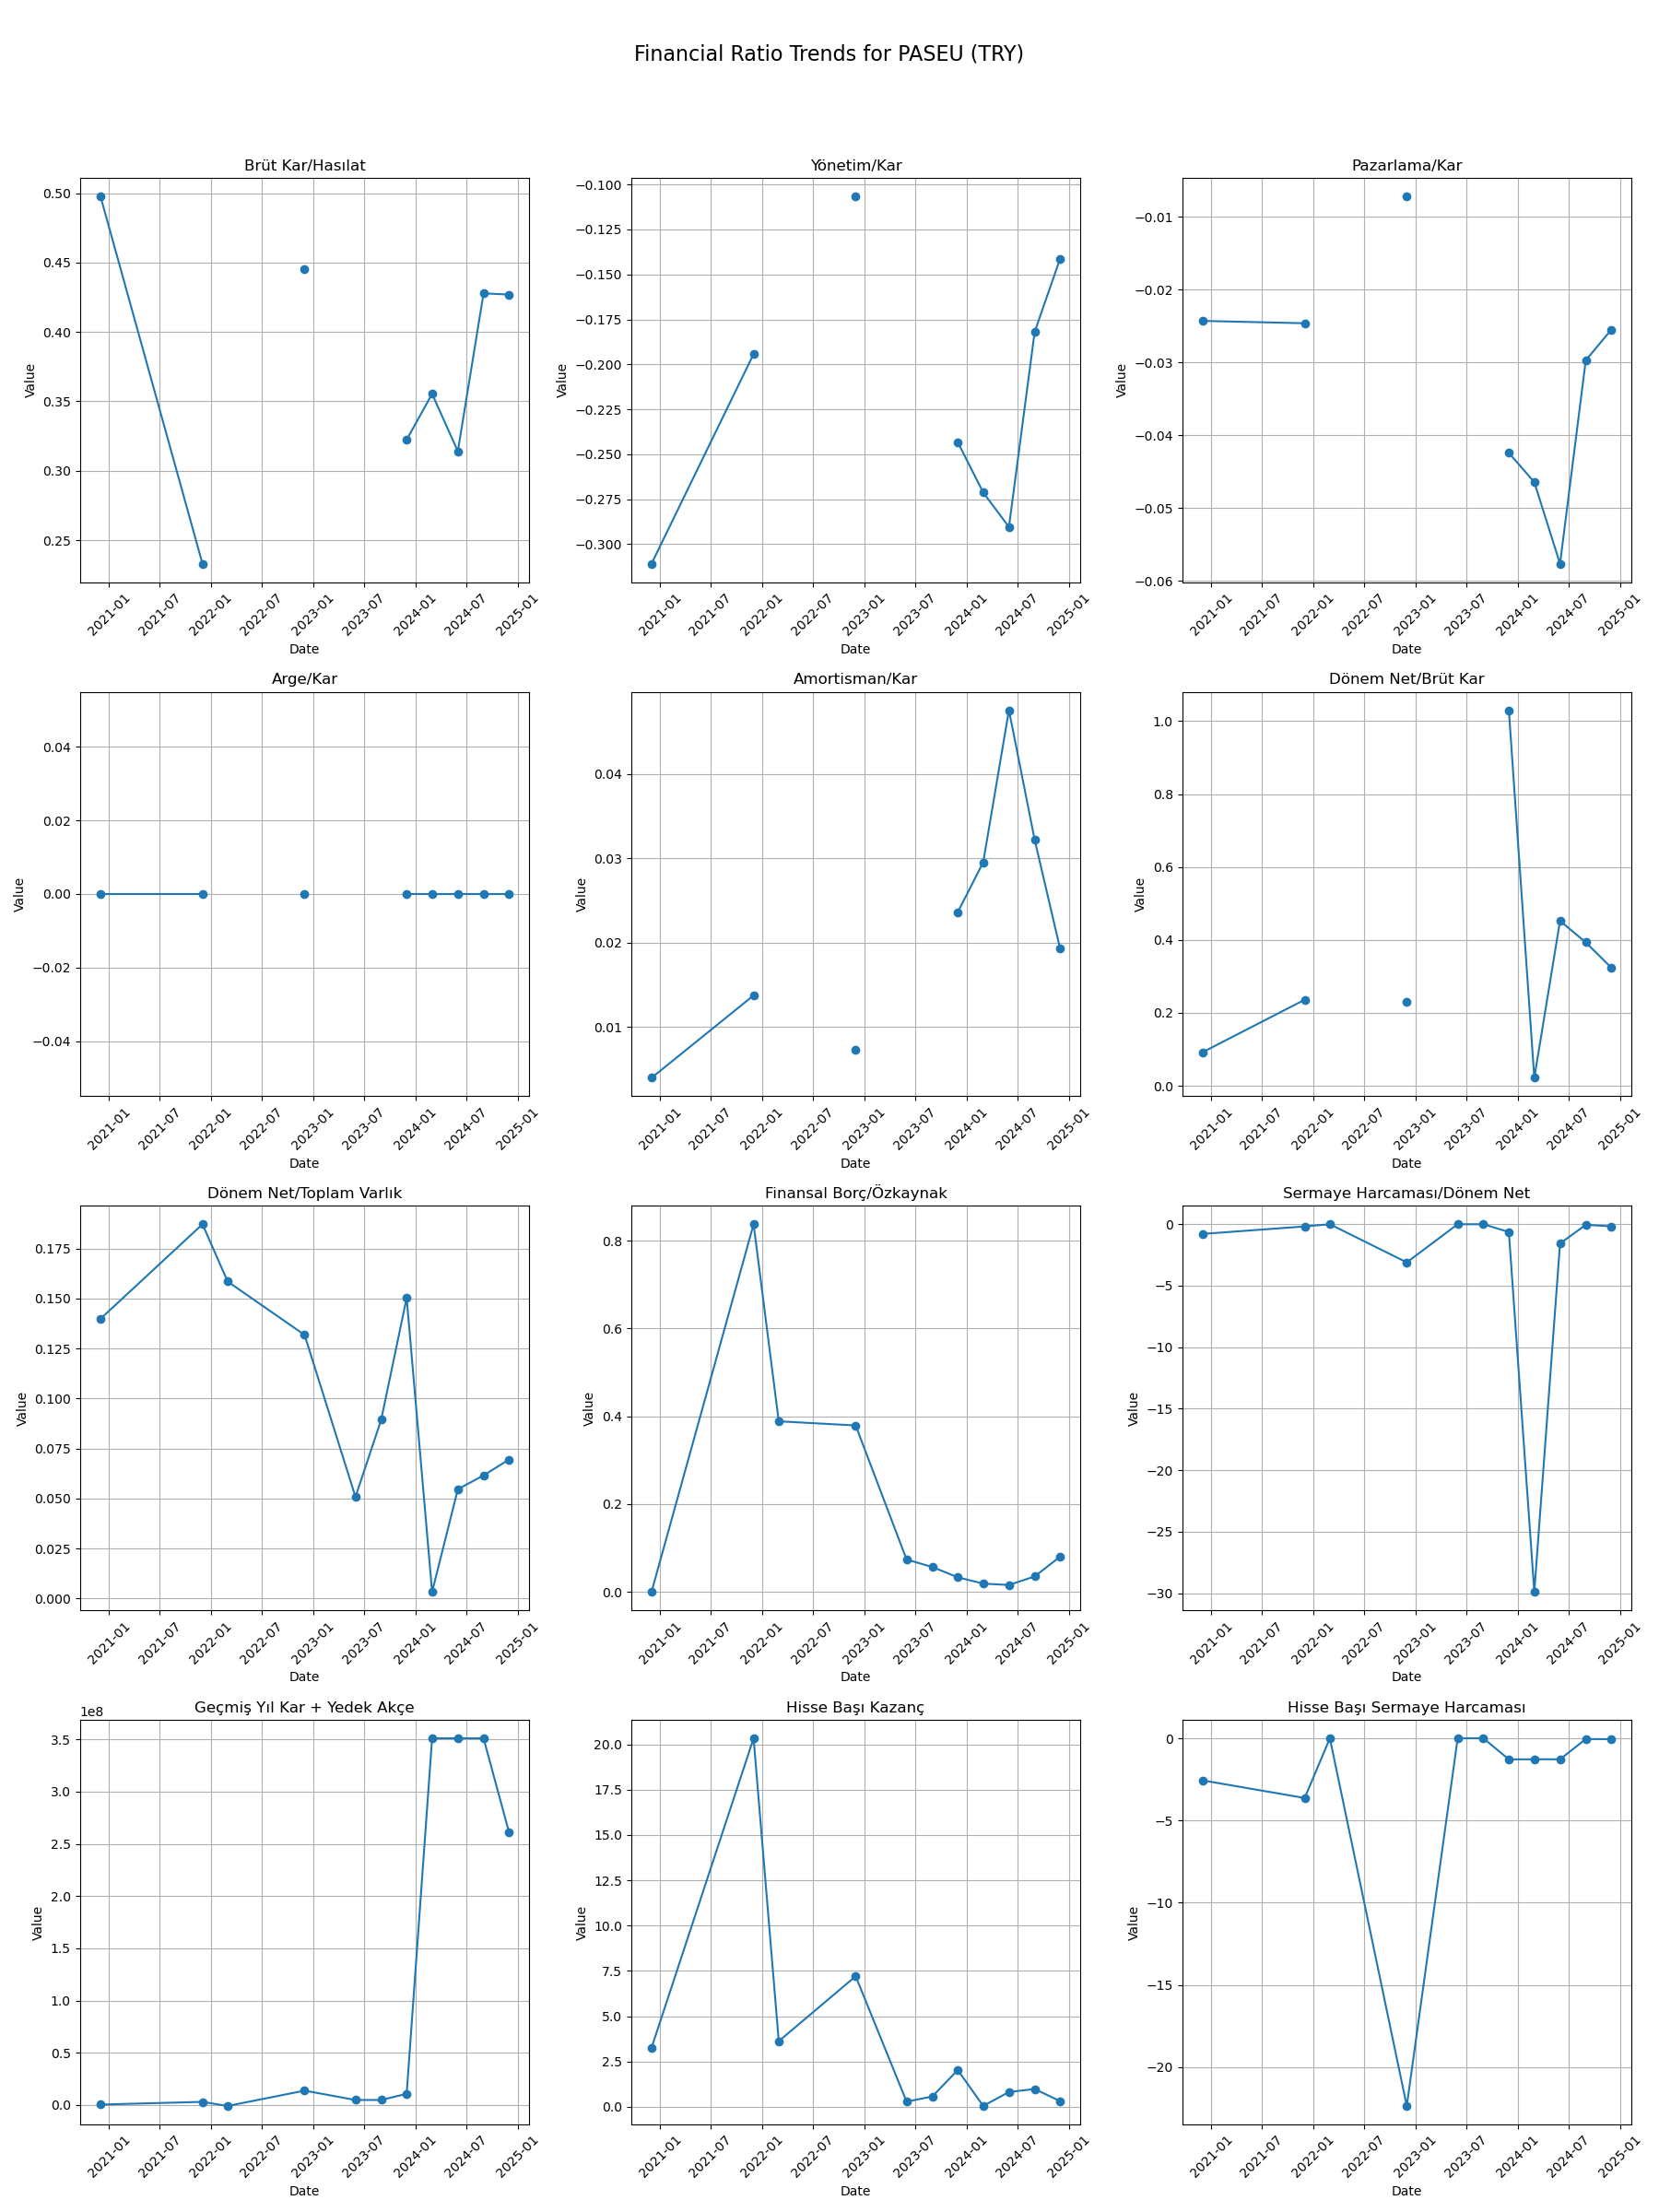 Financial Ratio Trends for PASEU (TRY)
Brüt Kar/Hasılat
Value
0.50
0.45
0.40
0.35
0.30
0.25
2021-01 2021-07 2022-01 2022-07 2023-01 2023-07 2024-01 2024-07 2025-01
Date
Yönetim/Kar
Value
−0.100
−0.125
−0.150
−0.175
−0.200
−0.225
−0.250
−0.275
−0.300
2021-01 2021-07 2022-01 2022-07 2023-01 2023-07 2024-01 2024-07 2025-01
Date
Pazarlama/Kar
Value
−0.01
−0.02
−0.03
−0.04
−0.05
−0.06
2021-01 2021-07 2022-01 2022-07 2023-01 2023-07 2024-01 2024-07 2025-01
Date
Arge/Kar
Value
0.04
0.02
0.00
−0.02
−0.04
2021-01 2021-07 2022-01 2022-07 2023-01 2023-07 2024-01 2024-07 2025-01
Date
Amortisman/Kar
Value
0.04
0.03
0.02
0.01
2021-01 2021-07 2022-01 2022-07 2023-01 2023-07 2024-01 2024-07 2025-01
Date
Dönem Net/Brüt Kar
Value
1.0
0.8
0.6
0.4
0.2
0.0
2021-01 2021-07 2022-01 2022-07 2023-01 2023-07 2024-01 2024-07 2025-01
Date
Dönem Net/Toplam Varlık
Value
0.175
0.150
0.125
0.100
0.075
0.050
0.025
0.000
2021-01 2021-07 2022-01 2022-07 2023-01 2023-07 2024-01 2024-07 2025-01
Date
Finansal Borç/Özkaynak
Value
0.8
0.6
0.4
0.2
0.0
2021-01 2021-07 2022-01 2022-07 2023-01 2023-07 2024-01 2024-07 2025-01
Date
Sermaye Harcaması/Dönem Net
Value
0
−5
−10
−15
−20
−25
−30
2021-01 2021-07 2022-01 2022-07 2023-01 2023-07 2024-01 2024-07 2025-01
Date
Geçmiş Yıl Kar + Yedek Akçe
1e8
Value
3.5
3.0
2.5
2.0
1.5
1.0
0.5
0.0
2021-01 2021-07 2022-01 2022-07 2023-01 2023-07 2024-01 2024-07 2025-01
Date
Hisse Başı Kazanç
Value
20.0
17.5
15.0
12.5
10.0
7.5
5.0
2.5
0.0
2021-01 2021-07 2022-01 2022-07 2023-01 2023-07 2024-01 2024-07 2025-01
Date
Hisse Başı Sermaye Harcaması
Value
0
−5
−10
−15
−20
2021-01 2021-07 2022-01 2022-07 2023-01 2023-07 2024-01 2024-07 2025-01
Date